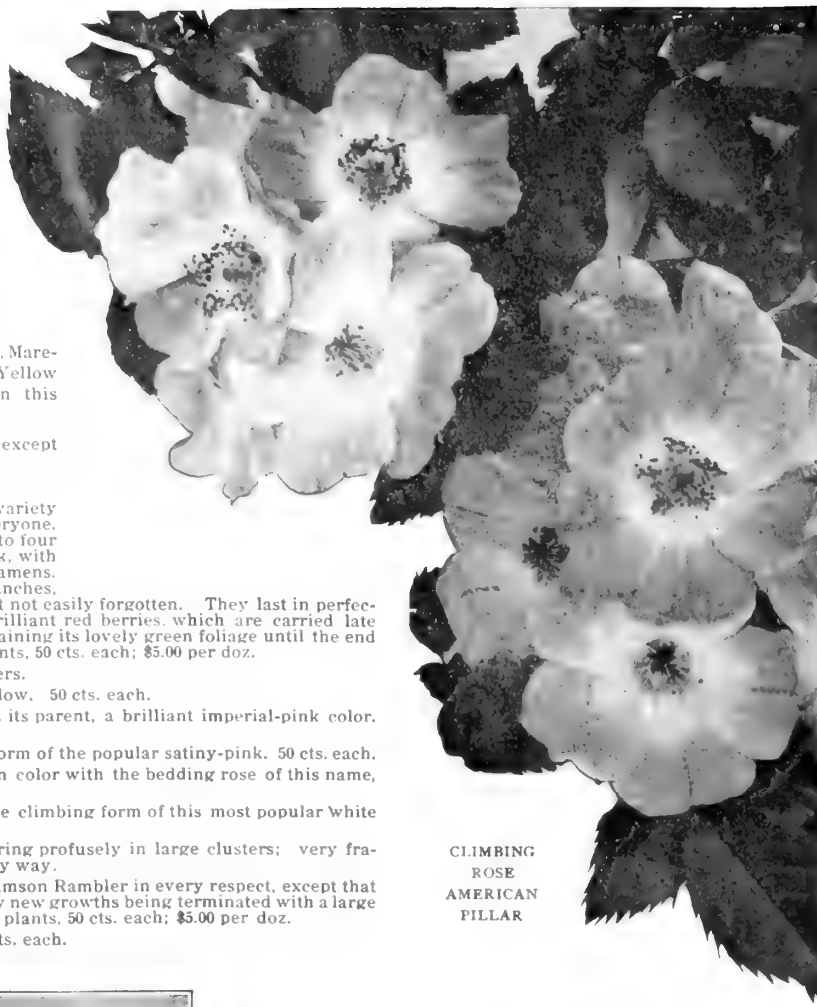 , Mare-
Yellow
n this
except
variety
eryone.
to four
k, with
amens.
anches,
t not easily forgotten. They last in perfec-
rilliant red berries, which are carried late
aining its lovely green foliage until the end
nts, 50 cts. each; $5.00 per doz.
ers.
low. 50 cts. each.
, its parent, a brilliant imperial-pink color.
orm of the popular satiny-pink. 50 cts. each.
n color with the bedding rose of this name,
e climbing form of this most popular White
ring profusely in large clusters; very fra-
y way.
mson Rambler in every respect, except that
y new growths being terminated with a large
plants, 50 cts. each; $5.00 per doz.
ts. each.
CLIMBING
ROSE
AMERICAN
PILLAR